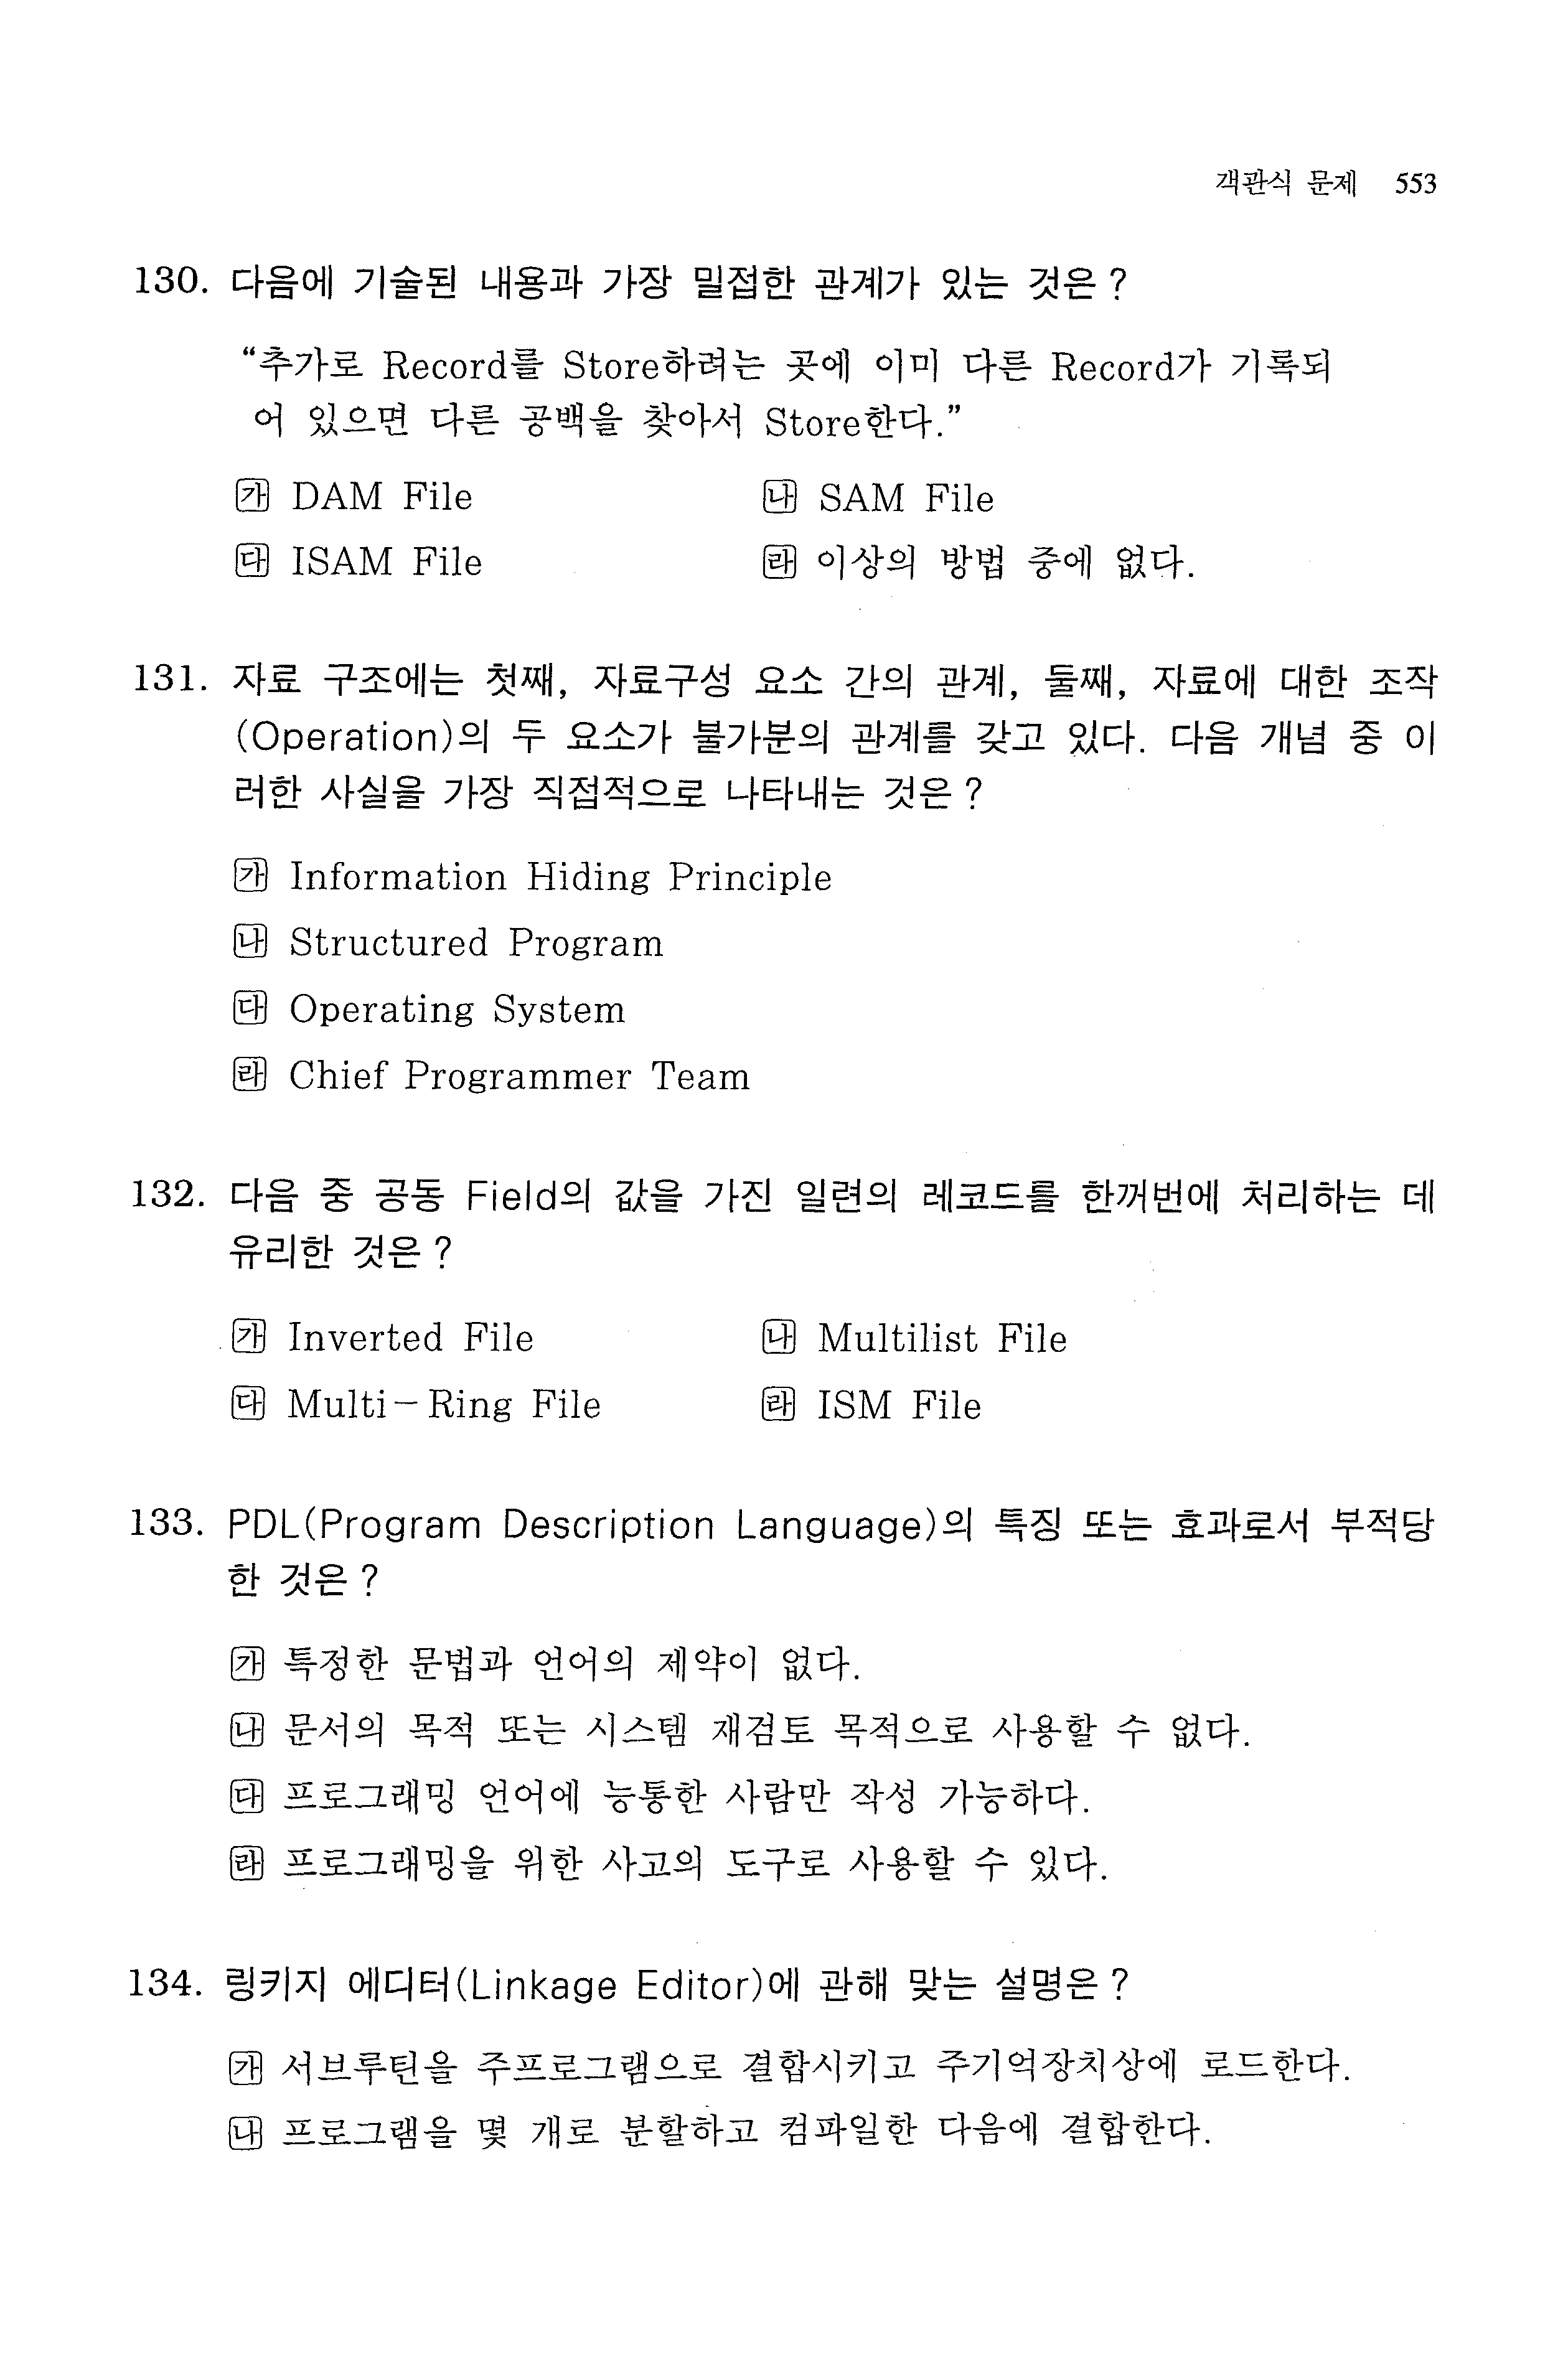 객관식 문제 553
130. 다음에 기술된 내용과 가장 밀접한 관계가 있는 것은?
“추가로 Record를 Store하려는 곳에 이미 다른 Record가 기록되
어 있으면 다른 공백을 찾아서 Store한다.”
㉮ DAM File ㉯ SAM File
㉰ ISAM File ㉱ 이상의 방법 중에 없다.
131. 자료 구조에는 첫째, 자료구성 요소 간의 관계, 둘째, 자료에 대한 조작
(Operation)의 두 요소가 불가분의 관계를 갖고 있다. 다음 개념 중 이
러한 사실을 가장 직접적으로 나타내는 것은?
㉮ Information Hiding Principle
㉯ Structured Program
㉰ Operating System
㉱ Chief Programmer Team
132. 다음 중 공동 Field의 값을 가진 일련의 레코드를 한꺼번에 처리하는 데
유리한 것은?
㉮ Inverted File ㉯ Multilist File
㉰ Multi－Ring File ㉱ ISM File
133. PDL(Program Description Language)의 특징 또는 효과로서 부적당
한 것은?
㉮ 특정한 문법과 언어의 제약이 없다.
㉯ 문서의 목적 또는 시스템 재검토 목적으로 사용할 수 없다.
㉰ 프로그래밍 언어에 능통한 사람만 작성 가능하다.
㉱ 프로그래밍을 위한 사고의 도구로 사용할 수 있다.
134. 링키지 에디터(Linkage Editor)에 관해 맞는 설명은?
㉮ 서브루틴을 주프로그램으로 결합시키고 주기억장치상에 로드한다.
㉯ 프로그램을 몇 개로 분할하고 컴파일한 다음에 결합한다.